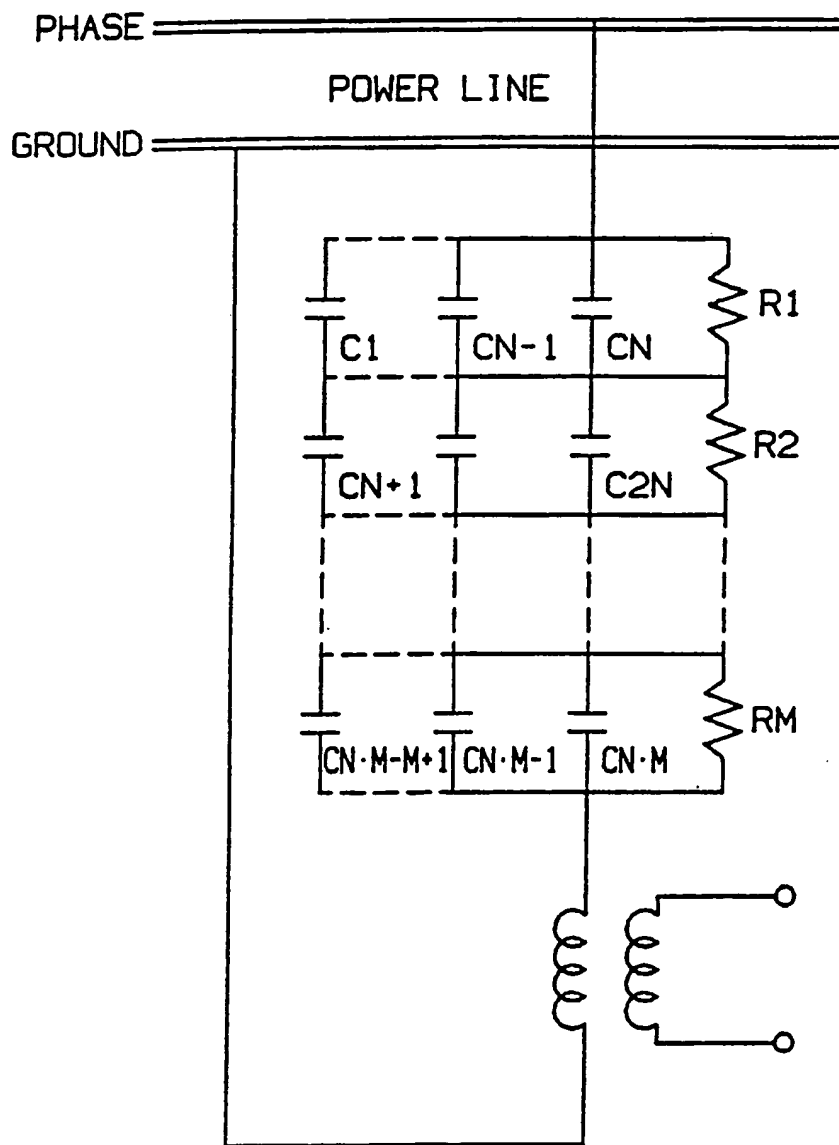 PHASE
POWER LINE
GROUND
C1 CN-1 CN R1
CN+1 C2N R2
CN·M-M+1 CN·M-1 CN·M RM